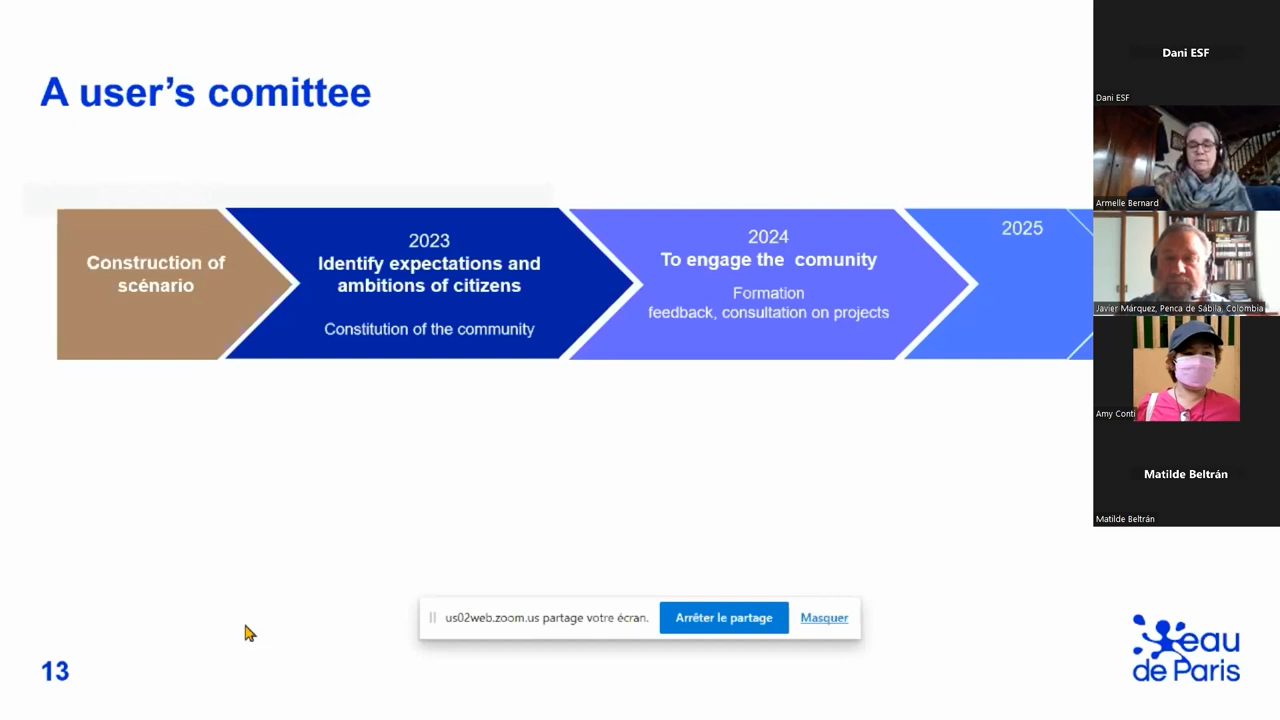 A user's comittee
Construction of
scénario
2023
Identify expectations and
ambitions of citizens
Constitution of the community
2024
To engage the comunity
Formation
feedback, consultation on projects
2025
Dani ESF
Dani ESF
Armelle Bernard
Javier Márquez, Penca de Sábila, Colombia
Amy Conti
Matilde Beltrán
Matilde Beltrán
us02web.zoom.us partage votre écran.
Arrêter le partage
Masquer
13
eau
de Paris